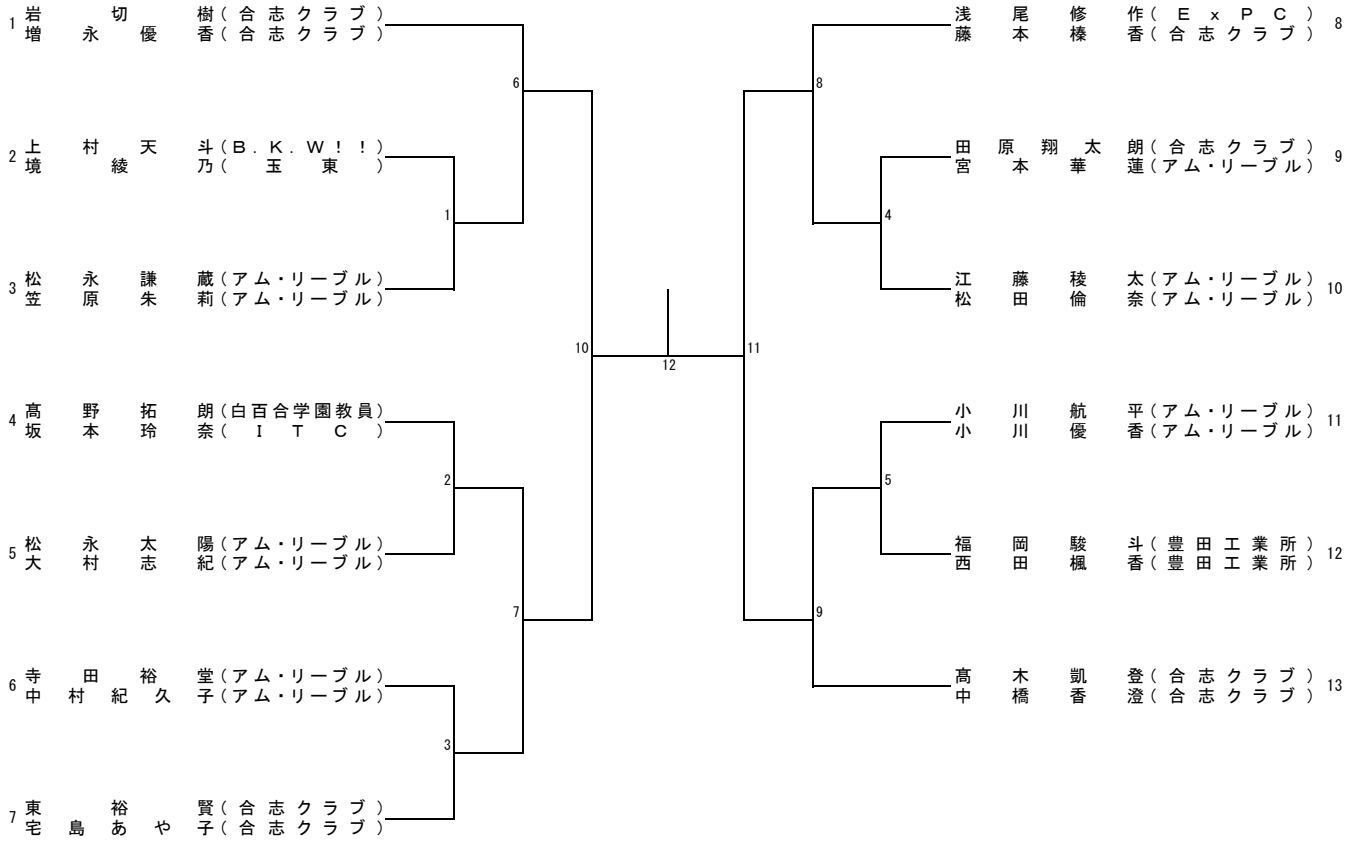 1 岩切樹(合志クラブ)
増永優香(合志クラブ)
2 上村天斗(B.K.W!!)
境綾乃(玉東)
3 松永謙蔵(アム・リーブル)
笠原朱莉(アム・リーブル)
4 髙野拓朗(白百合学園教員)
坂本玲奈(ITC)
5 松永太陽(アム・リーブル)
大村志紀(アム・リーブル)
6 寺田裕堂(アム・リーブル)
中村紀久子(アム・リーブル)
7 東裕賢(合志クラブ)
宅島あや子(合志クラブ)
6
1
2
7
3
10
12
11
8
4
5
9
浅尾修作(ExPC) 8
藤本榛香(合志クラブ)
田原翔太朗(合志クラブ) 9
宮本華蓮(アム・リーブル)
江藤稜太(アム・リーブル) 10
松田倫奈(アム・リーブル)
小川航平(アム・リーブル) 11
小川優香(アム・リーブル)
福岡駿斗(豊田工業所) 12
西田楓香(豊田工業所)
髙木凱登(合志クラブ) 13
中橋香澄(合志クラブ)